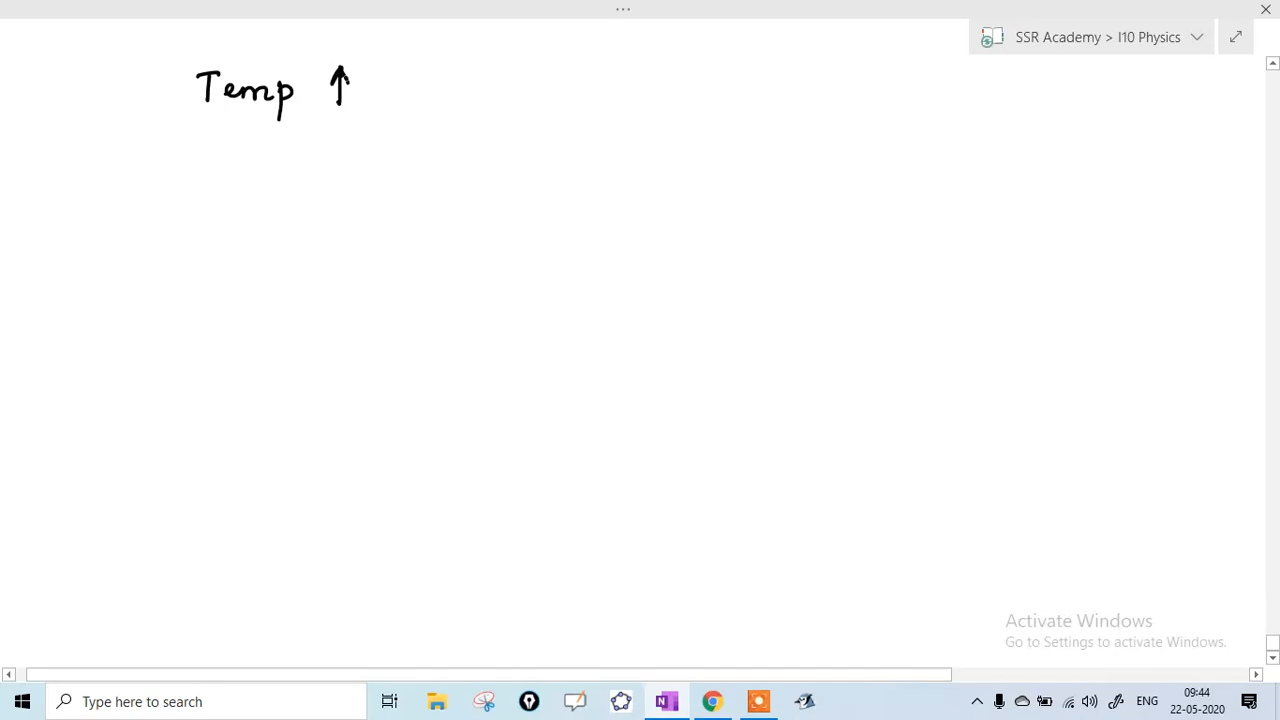 ...
SSR Academy > I10 Physics
Temp ↑
Activate Windows
Go to Settings to activate Windows.
Type here to search
N
ENG
09:44
22-05-2020